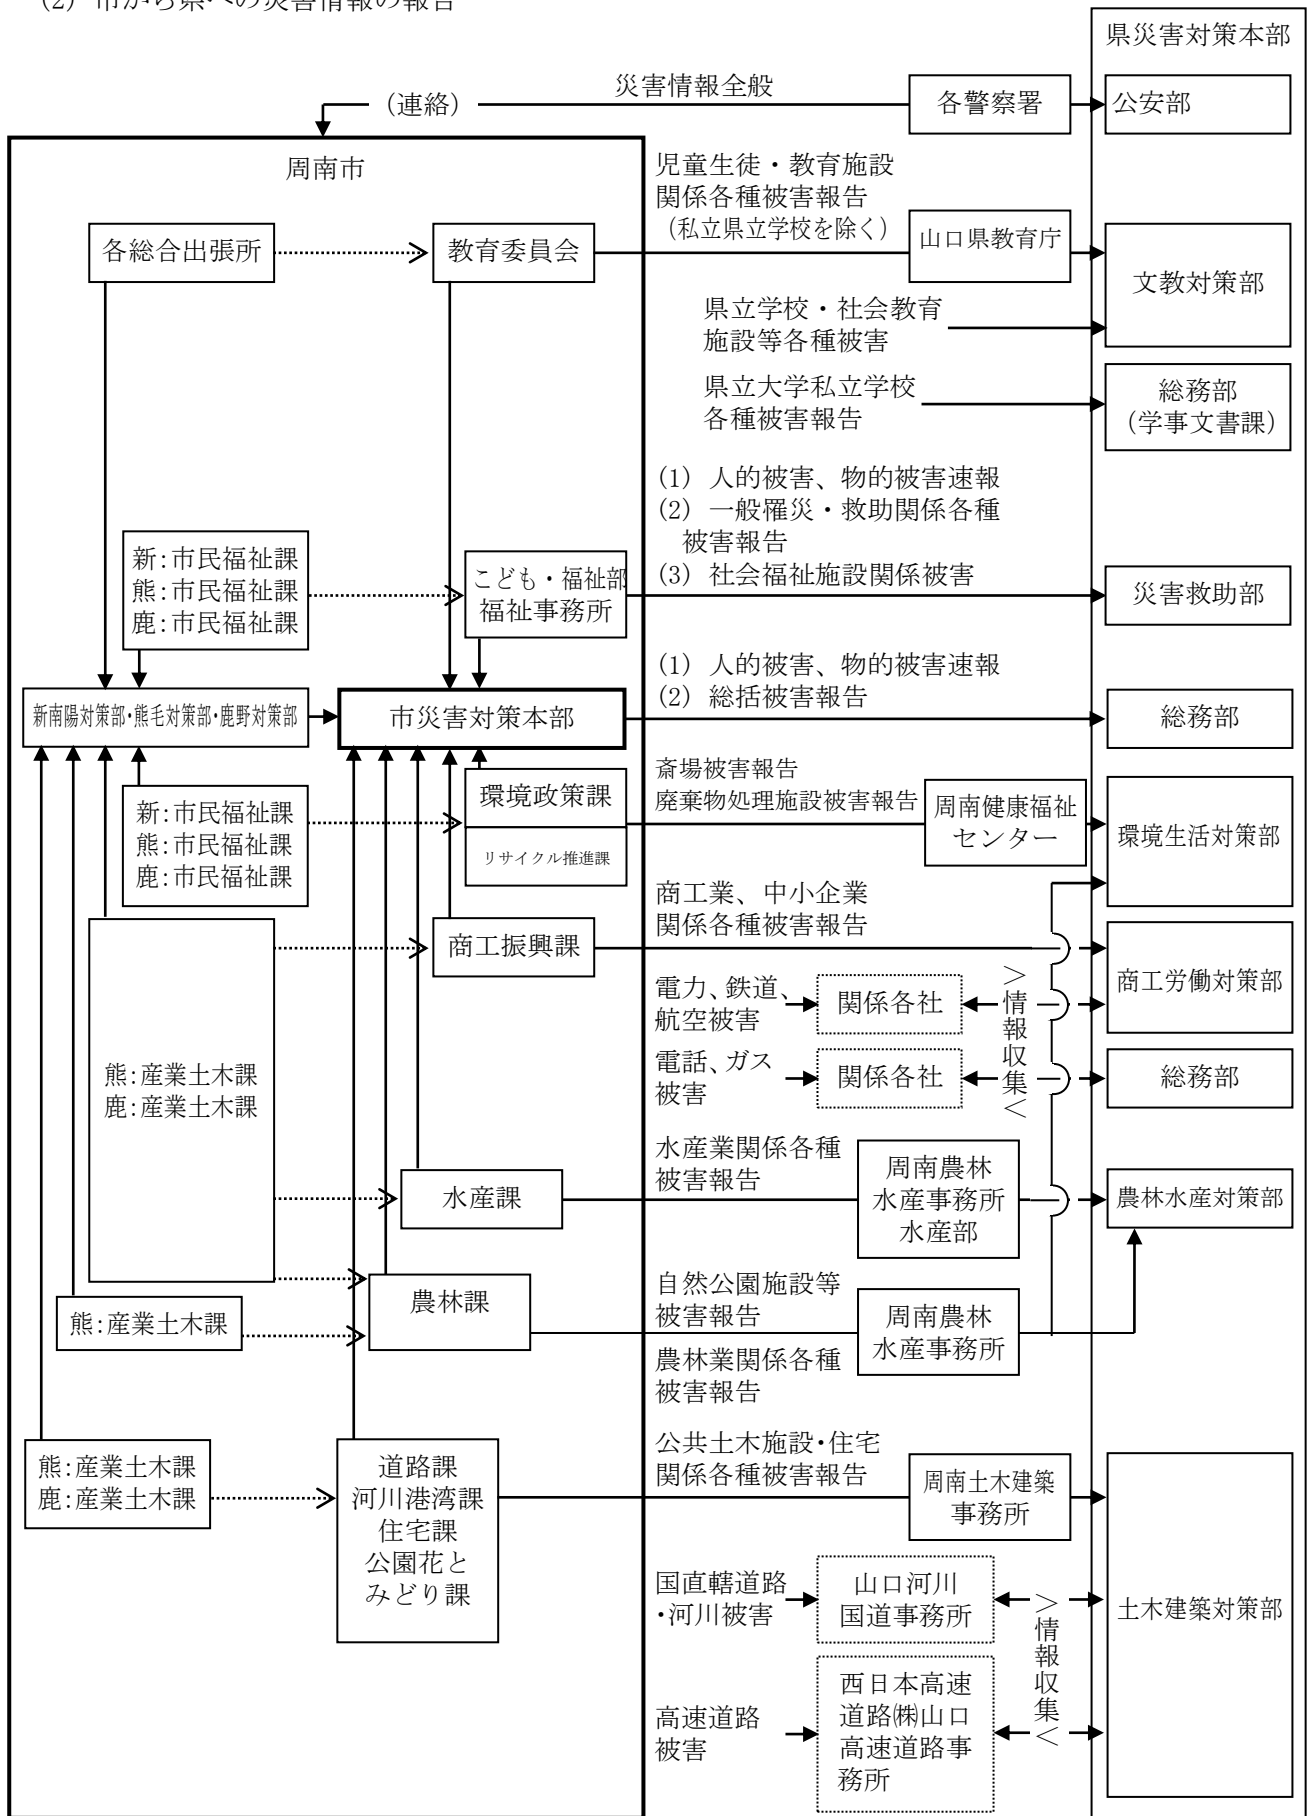 (2) 市から県への災害情報の報告
県災害対策本部
災害情報全般
(連絡)
各警察署
公安部
周南市
児童生徒・教育施設
関係各種被害報告
(私立県立学校を除く)
各総合出張所
教育委員会
山口県教育庁
文教対策部
県立学校・社会教育
施設等各種被害
県立大学私立学校
各種被害報告
総務部
(学事文書課)
(1) 人的被害、物的被害速報
(2) 一般罹災・救助関係各種
被害報告
(3) 社会福祉施設関係被害
新:市民福祉課
熊:市民福祉課
鹿:市民福祉課
こども・福祉部
福祉事務所
災害救助部
(1) 人的被害、物的被害速報
(2) 総括被害報告
新南陽対策部・熊毛対策部・鹿野対策部
市災害対策本部
総務部
斎場被害報告
廃棄物処理施設被害報告
新:市民福祉課
熊:市民福祉課
鹿:市民福祉課
環境政策課
リサイクル推進課
周南健康福祉
センター
環境生活対策部
商工業、中小企業
関係各種被害報告
商工振興課
商工労働対策部
電力、鉄道、
航空被害
関係各社
＞情報収集＜
電話、ガス
被害
関係各社
総務部
熊:産業土木課
鹿:産業土木課
水産業関係各種
被害報告
水産課
周南農林
水産事務所
水産部
農林水産対策部
自然公園施設等
被害報告
農林課
熊:産業土木課
周南農林
水産事務所
農林業関係各種
被害報告
公共土木施設・住宅
関係各種被害報告
熊:産業土木課
鹿:産業土木課
道路課
河川港湾課
住宅課
公園花と
みどり課
周南土木建築
事務所
国直轄道路
・河川被害
山口河川
国道事務所
＞情報収集＜
土木建築対策部
高速道路
被害
西日本高速
道路㈱山口
高速道路事
務所